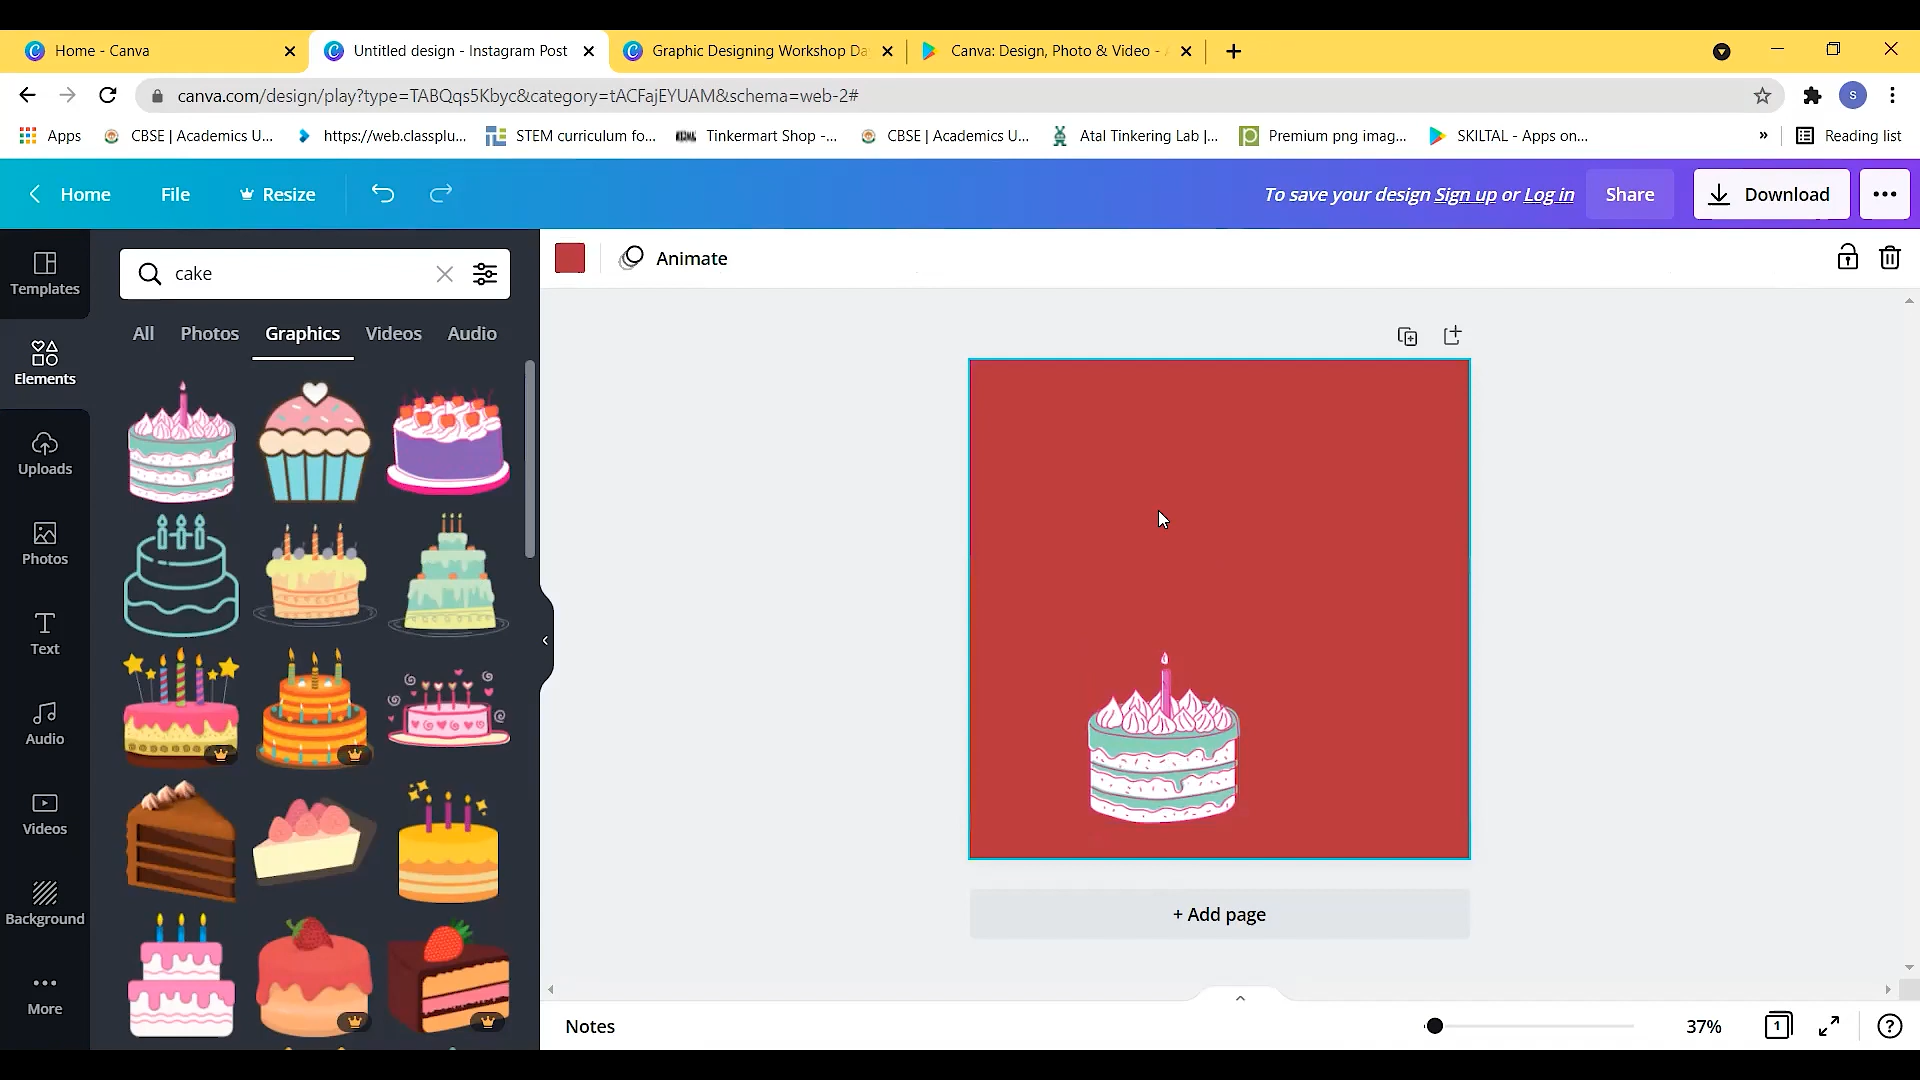 Home - Canva
Untitled design - Instagram Post
Graphic Designing Workshop Da
Canva: Design, Photo & Video -
canva.com/design/play?type=TABQqs5Kbyc&category=tACFajEYUAM&schema=web-2#
S
Apps
CBSE | Academics U...
https://web.classplu...
STEM curriculum fo...
Tinkermart Shop -...
CBSE | Academics U...
Atal Tinkering Lab |...
Premium png imag...
SKILTAL - Apps on...
»
Reading list
Home
File
Resize
To save your design Sign up or Log in
Share
Download
Templates
cake
Animate
All
Photos
Graphics
Videos
Audio
Elements
Uploads
Photos
Text
Audio
Videos
Background
More
+ Add page
Notes
37%
1
?